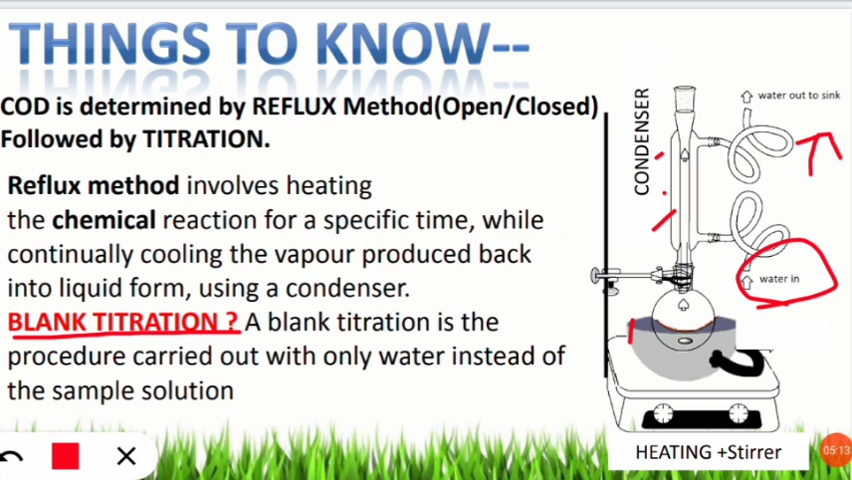 THINGS TO KNOW--
COD is determined by REFLUX Method(Open/Closed)
Followed by TITRATION.
Reflux method involves heating
the chemical reaction for a specific time, while
continually cooling the vapour produced back
into liquid form, using a condenser.
BLANK TITRATION ? A blank titration is the
procedure carried out with only water instead of
the sample solution
CONDENSER
water out to sink
water in
HEATING +Stirrer
05:13